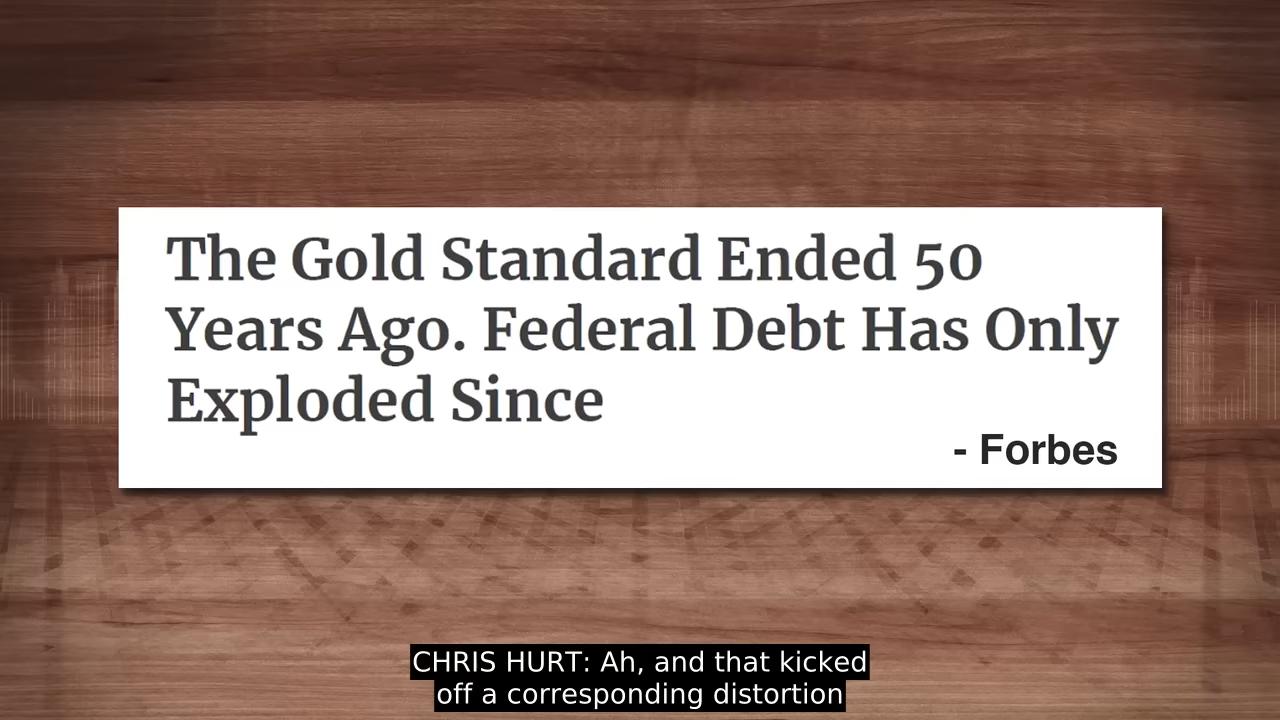 The Gold Standard Ended 50
Years Ago. Federal Debt Has Only
Exploded Since
- Forbes
CHRIS HURT: Ah, and that kicked
off a corresponding distortion